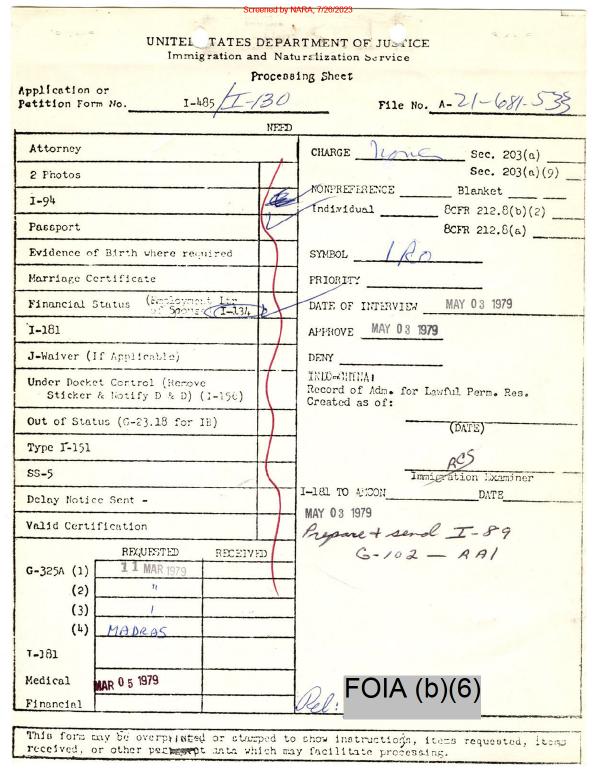 Screened by NARA, 7/20/2023
UNITED STATES DEPARTMENT OF JUSTICE
Immigration and Naturalization Service
Processing Sheet
Application or
Petition Form No. I-485/I-130 File No. A-21-681-533
NEED
Attorney
2 Photos
I-94
Passport
Evidence of Birth where required
Marriage Certificate
Financial Status (Employment Ltr of Spouse I-134)
I-181
J-Waiver (If Applicable)
Under Docket Control (Remove
Sticker & Notify D & D) (I-156)
Out of Status (G-23.18 for IB)
Type I-151
SS-5
Delay Notice Sent -
Valid Certification
REQUESTED RECEIVED
G-325A (1) 11 MAR 1979
(2) "
(3)
(4) MADRAS
I-181
Medical MAR 05 1979
Financial
CHARGE None Sec. 203(a)
Sec. 203(a)(9)
NONPREFERENCE Blanket
Individual 8CFR 212.8(b)(2)
8CFR 212.8(a)
SYMBOL IR0
PRIORITY
DATE OF INTERVIEW MAY 03 1979
APPROVE MAY 03 1979
DENY
INDO-CHINA:
Record of Adm. for Lawful Perm. Res.
Created as of:
(DATE)
RCS
Immigration Examiner
I-181 TO AMCON DATE
MAY 03 1979
Prepare & send I-89
G-102 — AA1
Rel: FOIA (b)(6)
This form may be overprinted or stamped to show instructions, items requested, items
received, or other pertinent data which may facilitate processing.